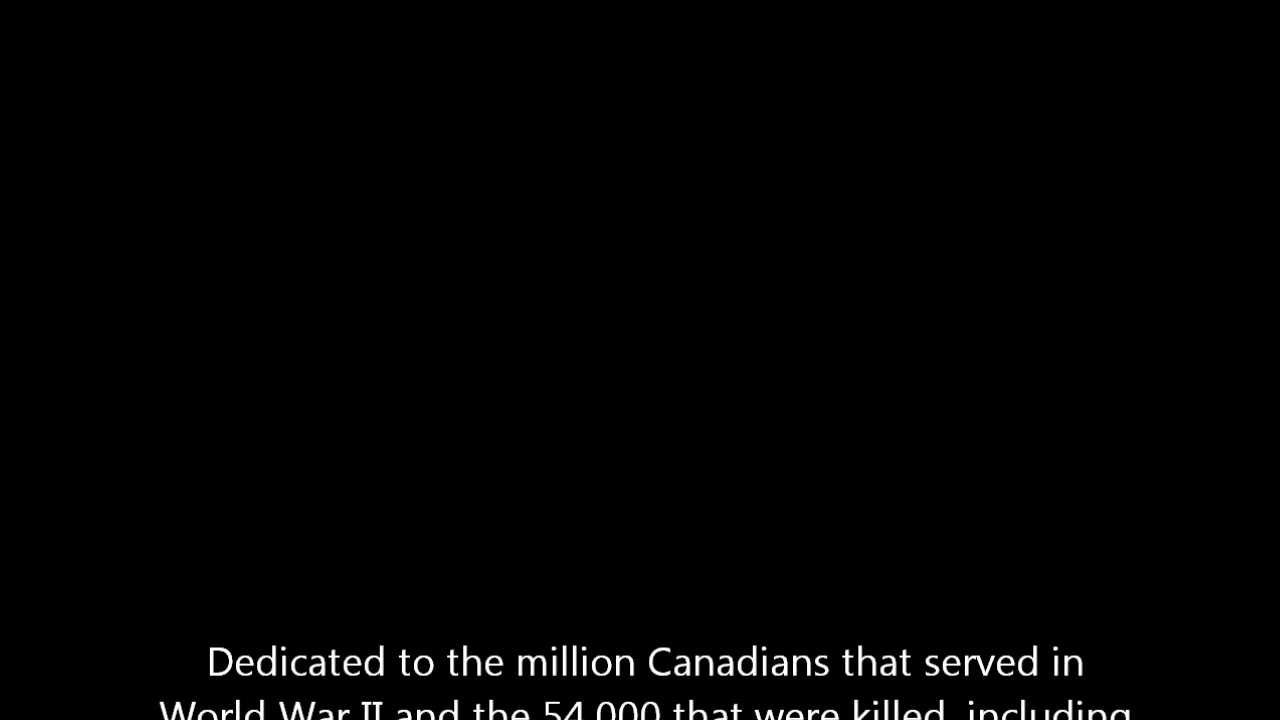 Dedicated to the million Canadians that served in
World War II and the 54,000 that were killed, including